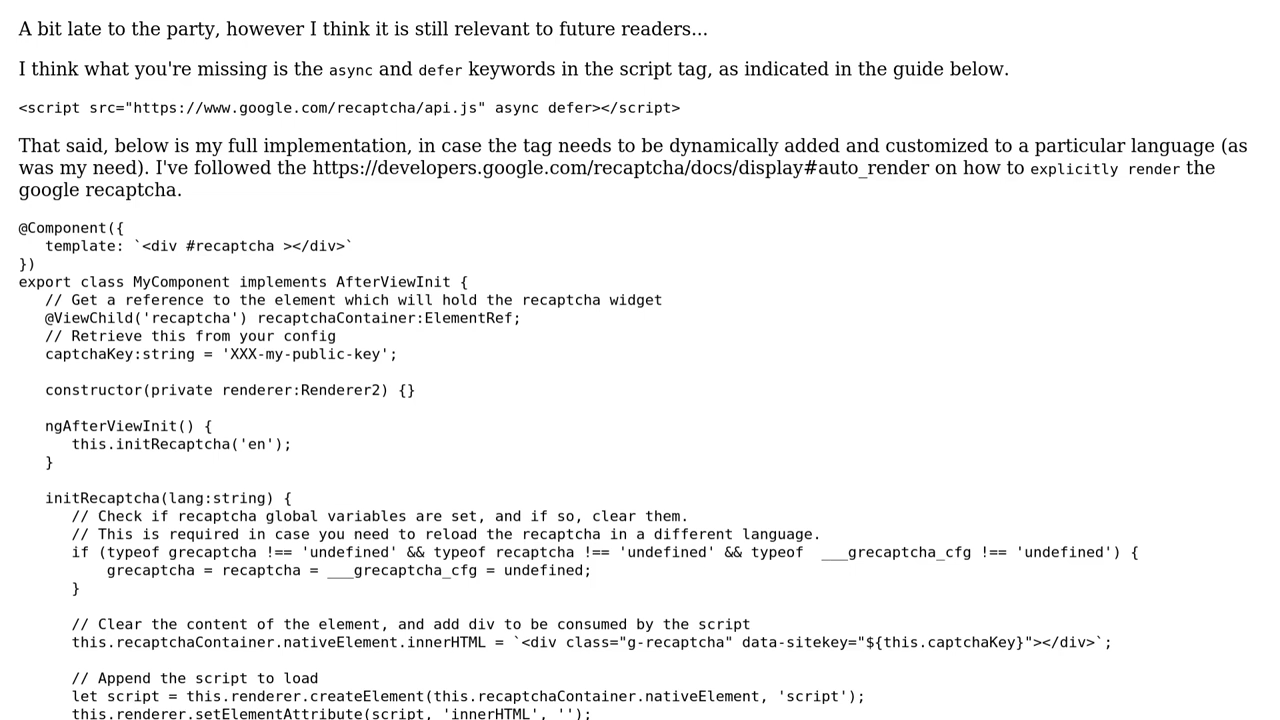 A bit late to the party, however I think it is still relevant to future readers...
I think what you're missing is the async and defer keywords in the script tag, as indicated in the guide below.
<script src="https://www.google.com/recaptcha/api.js" async defer></script>
That said, below is my full implementation, in case the tag needs to be dynamically added and customized to a particular language (as
was my need). I've followed the https://developers.google.com/recaptcha/docs/display#auto_render on how to explicitly render the
google recaptcha.
@Component({
   template: `<div #recaptcha ></div>`
})
export class MyComponent implements AfterViewInit {
   // Get a reference to the element which will hold the recaptcha widget
   @ViewChild('recaptcha') recaptchaContainer:ElementRef;
   // Retrieve this from your config
   captchaKey:string = 'XXX-my-public-key';

   constructor(private renderer:Renderer2) {}

   ngAfterViewInit() {
      this.initRecaptcha('en');
   }

   initRecaptcha(lang:string) {
      // Check if recaptcha global variables are set, and if so, clear them.
      // This is required in case you need to reload the recaptcha in a different language.
      if (typeof grecaptcha !== 'undefined' && typeof recaptcha !== 'undefined' && typeof  ___grecaptcha_cfg !== 'undefined') {
          grecaptcha = recaptcha = ___grecaptcha_cfg = undefined;
      }

      // Clear the content of the element, and add div to be consumed by the script
      this.recaptchaContainer.nativeElement.innerHTML = `<div class="g-recaptcha" data-sitekey="${this.captchaKey}"></div>`;

      // Append the script to load
      let script = this.renderer.createElement(this.recaptchaContainer.nativeElement, 'script');
      this.renderer.setElementAttribute(script, 'innerHTML', '');